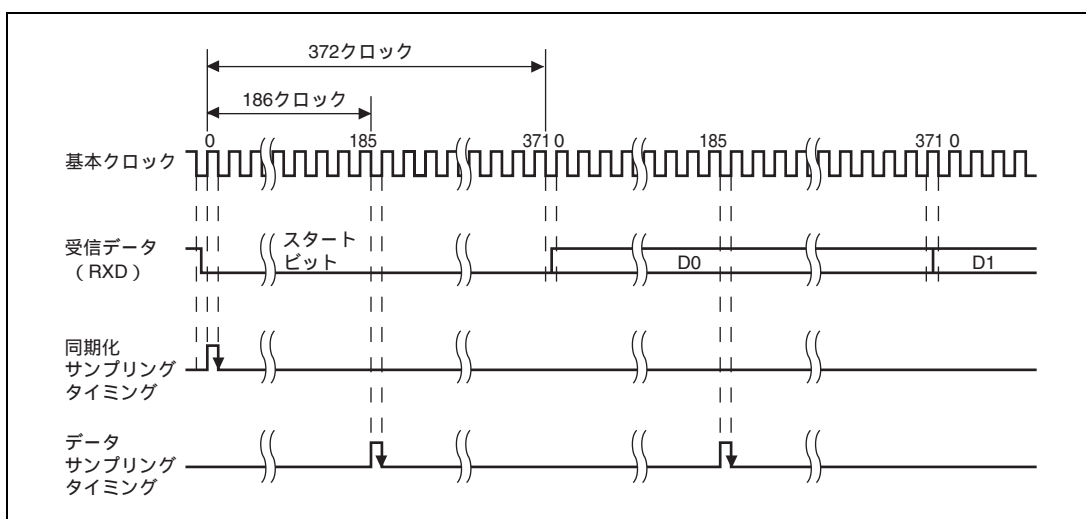 372クロック
186クロック
0 185 371 0 185 371 0
基本クロック
受信データ
（RXD）
スタート
ビット
D0 D1
同期化
サンプリング
タイミング
データ
サンプリング
タイミング